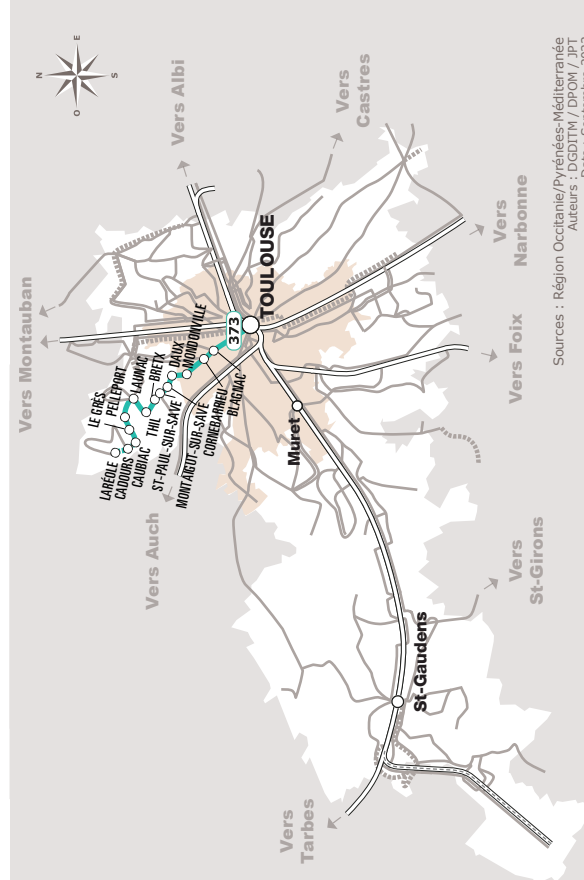 N
E
S
O
Vers Albi
Vers
Castres
Vers
Narbonne
Vers Foix
Vers
St-Girons
Vers
Tarbes
Vers Auch
Vers Montauban
TOULOUSE
373
Muret
St-Gaudens
LARÉOLE
CADOURS
CAUBIAC
LE GRÈS
PELLEPORT
LAUNAC
THIL
BRETX
ST-PAUL-SUR-SAVE
DAUX
MONTAIGUT-SUR-SAVE
MONDONVILLE
CORNEBARRIEU
BLAGNAC
Sources : Région Occitanie/Pyrénées-Méditerranée
Auteurs : DGDITM / DPOM / JPT